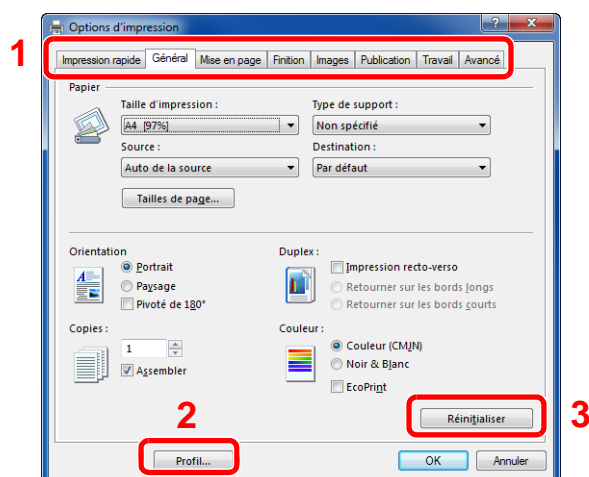 Options d'impression
1
Impression rapide Général Mise en page Finition Images Publication Travail Avancé
Papier
Taille d'impression : Type de support :
A4 [97%] Non spécifié
Source : Destination :
Auto de la source Par défaut
Tailles de page...
Orientation Duplex :
Portrait Impression recto-verso
Paysage Retourner sur les bords longs
Pivoté de 180° Retourner sur les bords courts
Copies : Couleur :
1 Couleur (CMJN)
Assembler Noir & Blanc
EcoPrint
2 Réinitialiser 3
Profil... OK Annuler